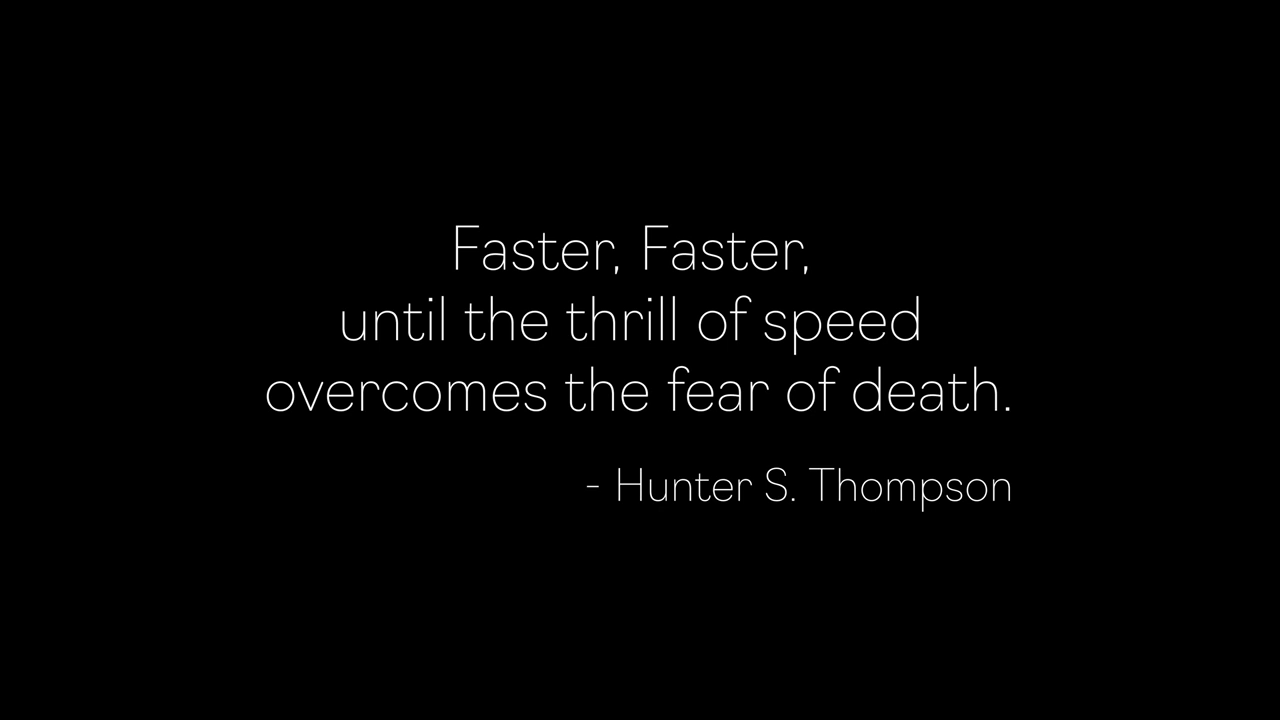 Faster, Faster,
until the thrill of speed
overcomes the fear of death.
- Hunter S. Thompson